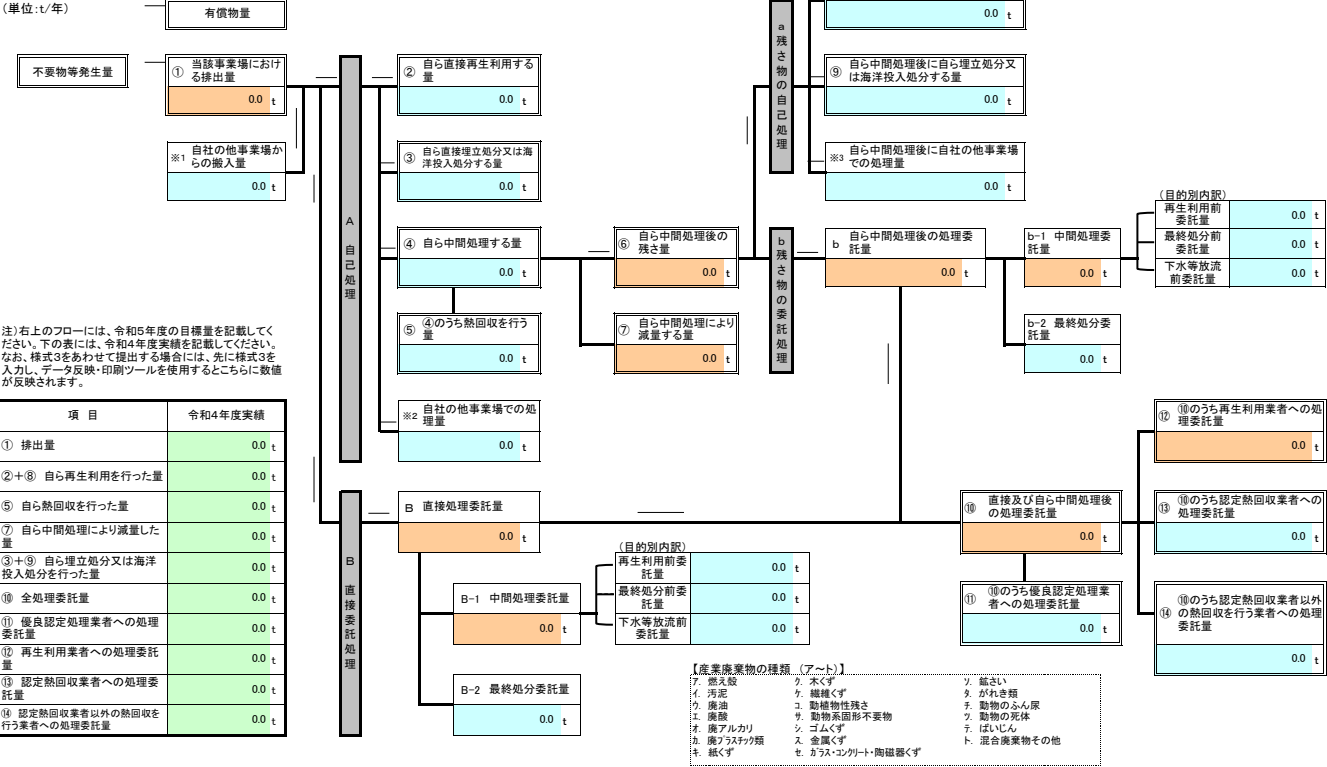 (単位:t/年)
有償物量
不要物等発生量
① 当該事業場におけ
る排出量
0.0 t
※1 自社の他事業場か
らの搬入量
0.0 t
A 自己処理
② 自ら直接再生利用する
量
0.0 t
③ 自ら直接埋立処分又は海
洋投入処分する量
0.0 t
④ 自ら中間処理する量
0.0 t
⑤ ④のうち熱回収を行う
量
0.0 t
※2 自社の他事業場での処
理量
0.0 t
⑥ 自ら中間処理後の
残さ量
0.0 t
⑦ 自ら中間処理により
減量する量
0.0 t
a 残さ物の自己処理
0.0 t
⑨ 自ら中間処理後に自ら埋立処分又
は海洋投入処分する量
0.0 t
※3 自ら中間処理後に自社の他事業場
での処理量
0.0 t
b 残さ物の委託処理
b 自ら中間処理後の処理委
託量
0.0 t
b-1 中間処理委
託量
0.0 t
(目的別内訳)
再生利用前
委託量
0.0 t
最終処分前
委託量
0.0 t
下水等放流
前委託量
0.0 t
b-2 最終処分委
託量
0.0 t
注)右上のフローには、令和5年度の目標量を記載してく
ださい。下の表には、令和4年度実績を記載してください。
なお、様式3をあわせて提出する場合には、先に様式3を
入力し、データ反映・印刷ツールを使用するとこちらに数値
が反映されます。
項 目 令和4年度実績
① 排出量 0.0 t
②+⑧ 自ら再生利用を行った量 0.0 t
⑤ 自ら熱回収を行った量 0.0 t
⑦ 自ら中間処理により減量した
量 0.0 t
③+⑨ 自ら埋立処分又は海洋
投入処分を行った量 0.0 t
⑩ 全処理委託量 0.0 t
⑪ 優良認定処理業者への処理
委託量 0.0 t
⑫ 再生利用業者への処理委託
量 0.0 t
⑬ 認定熱回収業者への処理委
託量 0.0 t
⑭ 認定熱回収業者以外の熱回収を
行う業者への処理委託量 0.0 t
B 直接委託処理
B 直接処理委託量
0.0 t
B-1 中間処理委託量
0.0 t
(目的別内訳)
再生利用前委
託量
0.0 t
最終処分前委
託量
0.0 t
下水等放流前
委託量
0.0 t
B-2 最終処分委託量
0.0 t
⑩ 直接及び自ら中間処理後
の処理委託量
0.0 t
⑪ ⑩のうち優良認定処理業
者への処理委託量
0.0 t
⑫ ⑩のうち再生利用業者への処
理委託量
0.0 t
⑬ ⑩のうち認定熱回収業者への
処理委託量
0.0 t
⑭ ⑩のうち認定熱回収業者以外
の熱回収を行う業者への処理
委託量
0.0 t
【産業廃棄物の種類 (ア~ト)】
ア. 燃え殻
イ. 汚泥
ウ. 廃油
エ. 廃酸
オ. 廃アルカリ
カ. 廃プラスチック類
キ. 紙くず
ク. 木くず
ケ. 繊維くず
コ. 動植物性残さ
サ. 動物系固形不要物
シ. ゴムくず
ス. 金属くず
セ. ガラス・コンクリート・陶磁器くず
ソ. 鉱さい
タ. がれき類
チ. 動物のふん尿
ツ. 動物の死体
テ. ばいじん
ト. 混合廃棄物その他